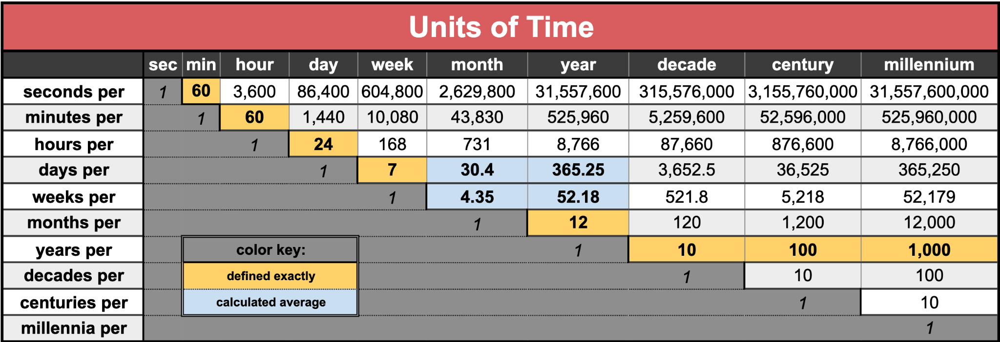 Units of Time
sec min hour day week month year decade century millennium
seconds per 1 60 3,600 86,400 604,800 2,629,800 31,557,600 315,576,000 3,155,760,000 31,557,600,000
minutes per 1 60 1,440 10,080 43,830 525,960 5,259,600 52,596,000 525,960,000
hours per 1 24 168 731 8,766 87,660 876,600 8,766,000
days per 1 7 30.4 365.25 3,652.5 36,525 365,250
weeks per 1 4.35 52.18 521.8 5,218 52,179
months per 1 12 120 1,200 12,000
years per color key: 1 10 100 1,000
decades per defined exactly 1 10 100
centuries per calculated average 1 10
millennia per 1